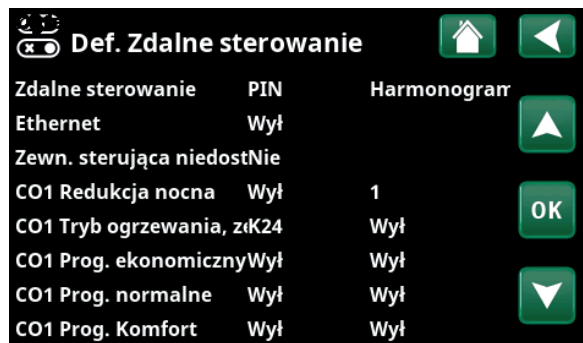 Def. Zdalne sterowanie
Zdalne sterowanie PIN Harmonogram
Ethernet Wył
Zewn. sterująca niedostNie
CO1 Redukcja nocna Wył 1
OK
CO1 Tryb ogrzewania, zeK24 Wył
CO1 Prog. ekonomicznyWył Wył
CO1 Prog. normalne Wył Wył
CO1 Prog. Komfort Wył Wył